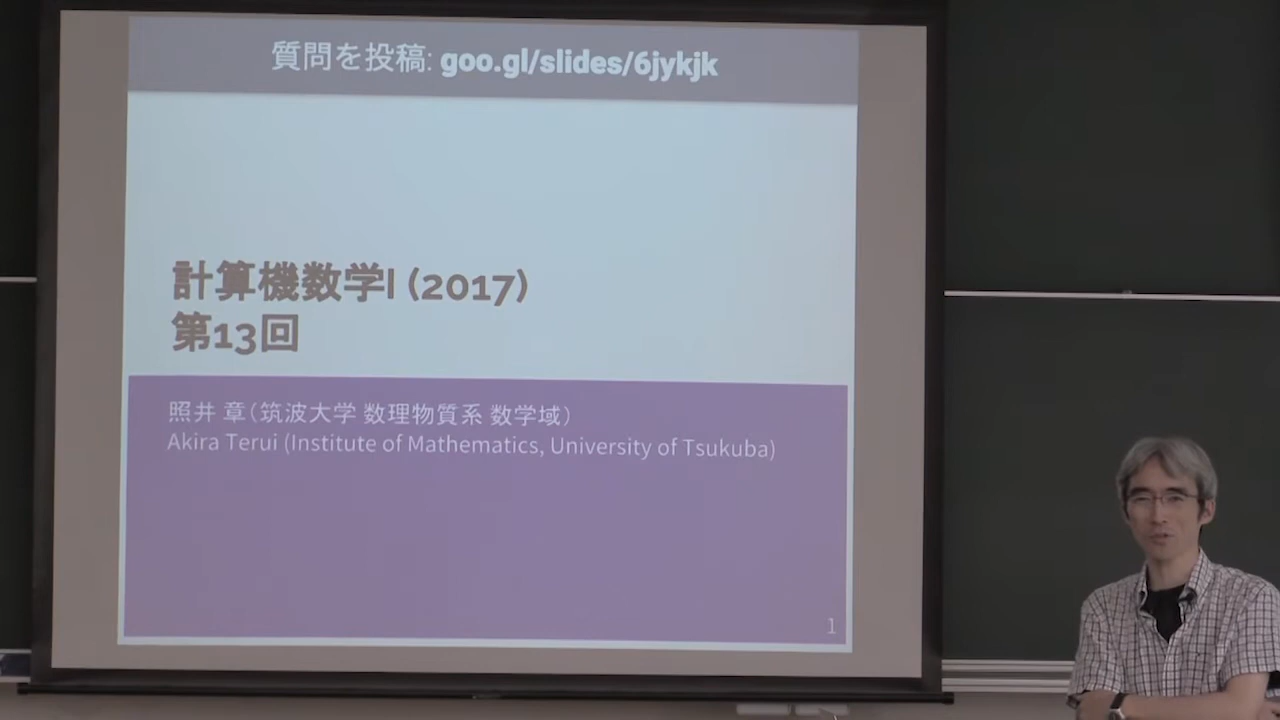 質問を投稿: goo.gl/slides/6jykjk
計算機数学I (2017)
第13回
照井 章(筑波大学 数理物質系 数学域)
Akira Terui (Institute of Mathematics, University of Tsukuba)
1